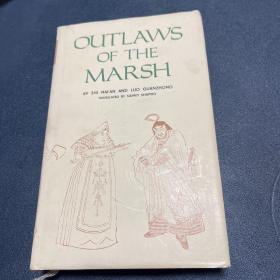 OUTLAWS
OF THE
MARSH
BY SHI NAI'AN AND LUO GUANZHONG
TRANSLATED BY SIDNEY SHAPIRO